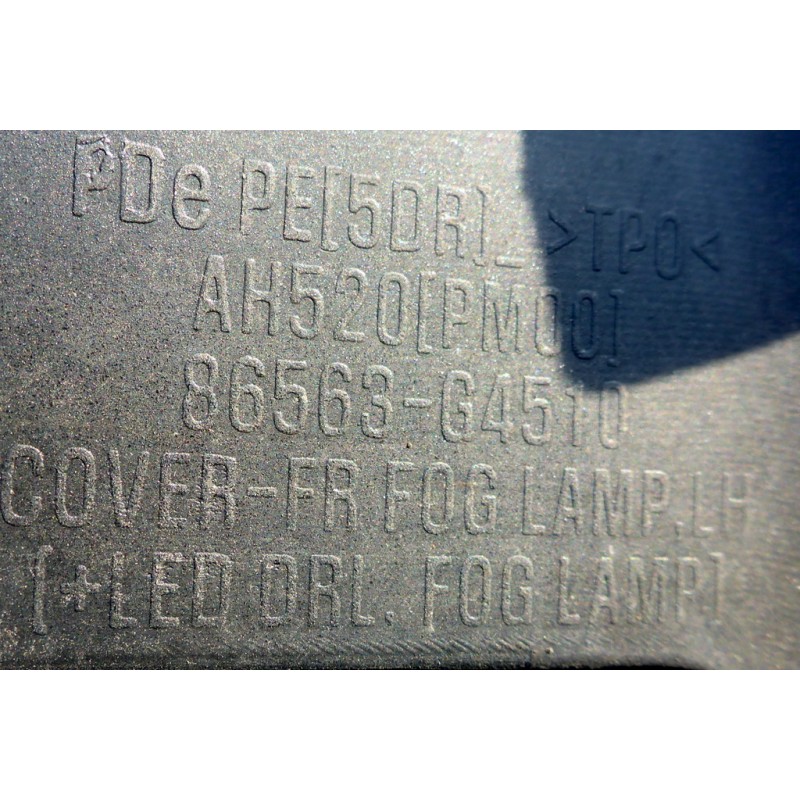 PDe PE[5DR]_ >TPO<
AH520[PM00]
86563-G4510
COVER-FR FOG LAMP.LH
[+LED DRL. FOG LAMP]